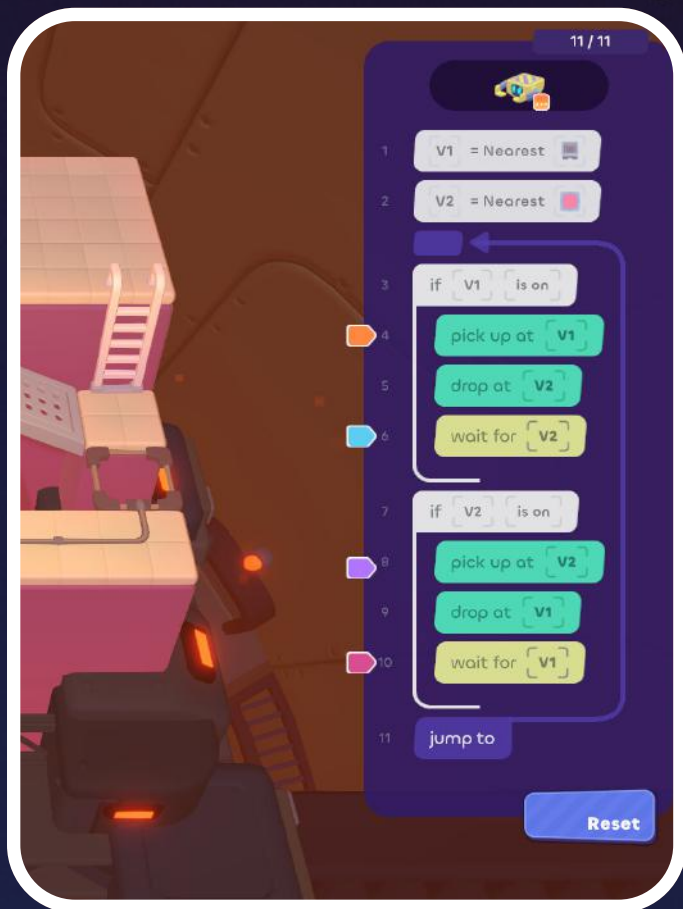 11/11
1 V1 = Nearest
2 V2 = Nearest
3 if V1 is on
4 pick up at V1
5 drop at V2
6 wait for V2
7 if V2 is on
8 pick up at V2
9 drop at V1
10 wait for V1
11 jump to
Reset